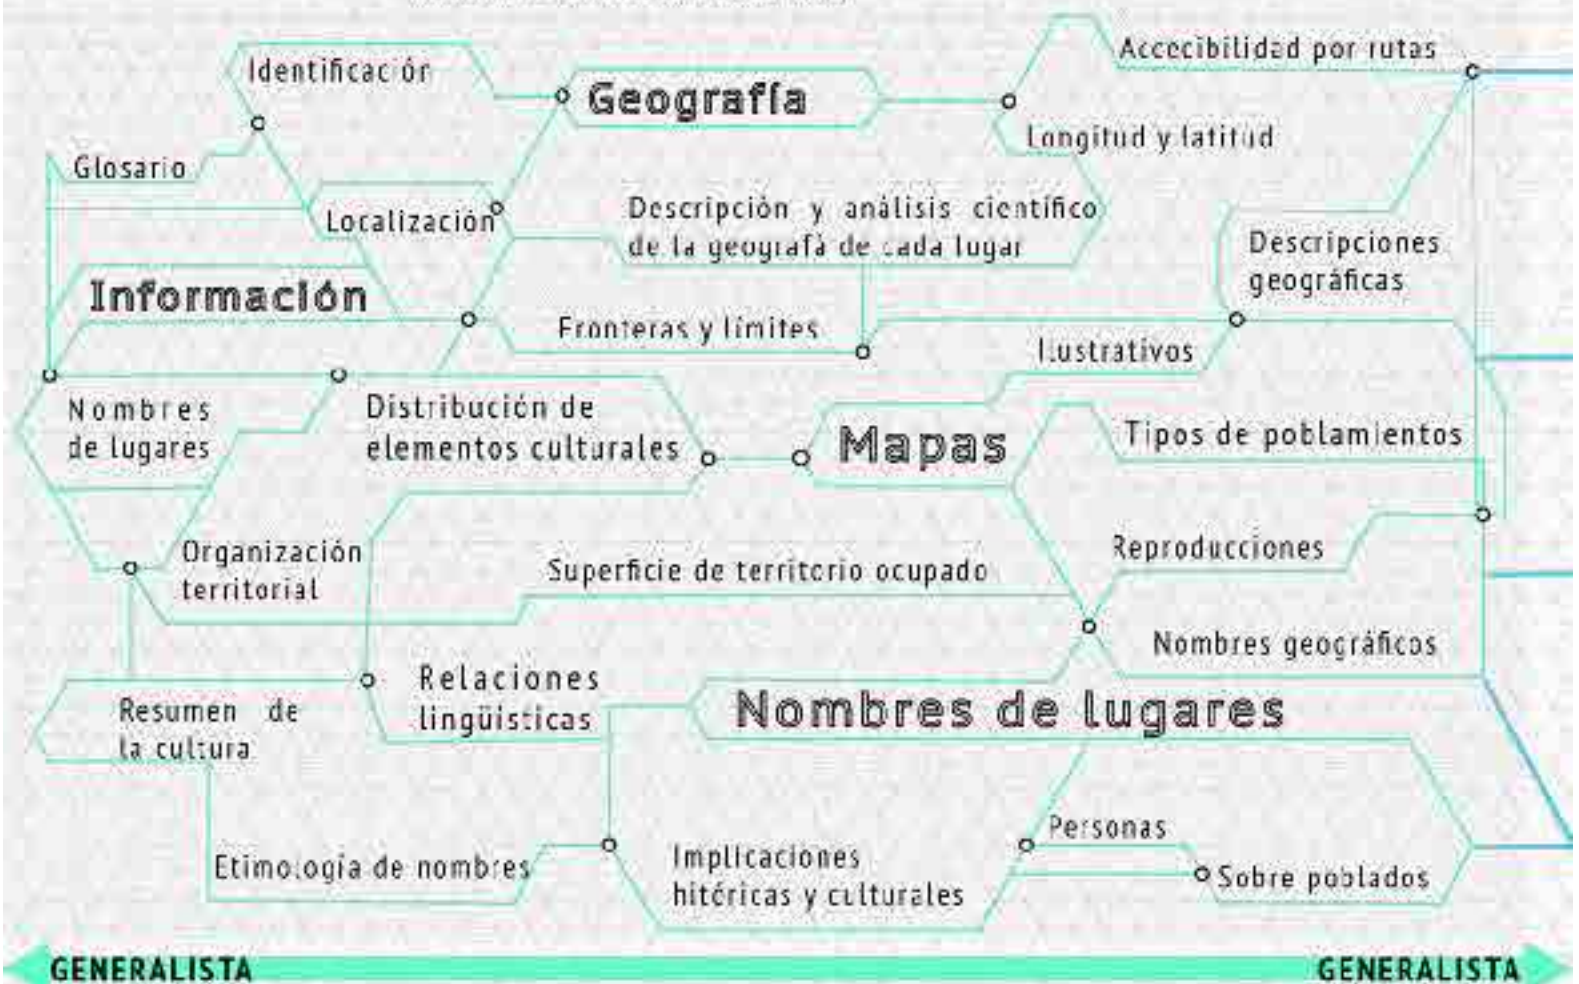 Identificación
Geografía
Accecibilidad por rutas
Longitud y latitud
Glosario
Localización
Descripción y análisis científico
de la geografá de cada lugar
Descripciones
geográficas
Información
Fronteras y límites
Ilustrativos
Nombres
de lugares
Distribución de
elementos culturales
Mapas
Tipos de poblamientos
Organización
territorial
Superficie de territorio ocupado
Reproducciones
Nombres geográficos
Relaciones
lingüísticas
Resumen de
la cultura
Nombres de lugares
Etimología de nombres
Implicaciones
hitóricas y culturales
Personas
Sobre poblados
GENERALISTA
GENERALISTA